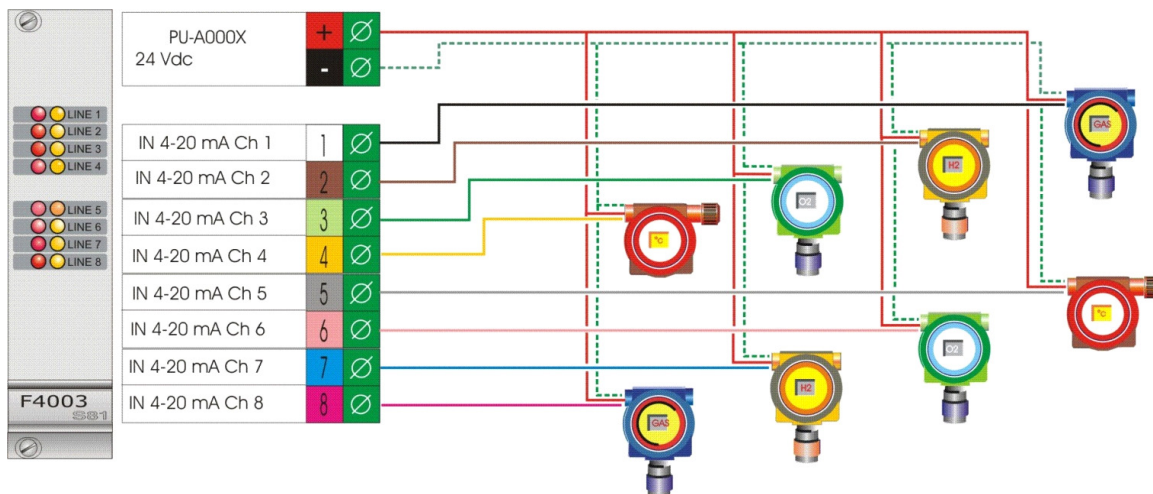 PU-A000X
24 Vdc
+
-
LINE 1
LINE 2
LINE 3
LINE 4
LINE 5
LINE 6
LINE 7
LINE 8
F4003
S81
IN 4-20 mA Ch 1 1
IN 4-20 mA Ch 2 2
IN 4-20 mA Ch 3 3
IN 4-20 mA Ch 4 4
IN 4-20 mA Ch 5 5
IN 4-20 mA Ch 6 6
IN 4-20 mA Ch 7 7
IN 4-20 mA Ch 8 8
GAS
H2
O2
°C
°C
O2
H2
GAS